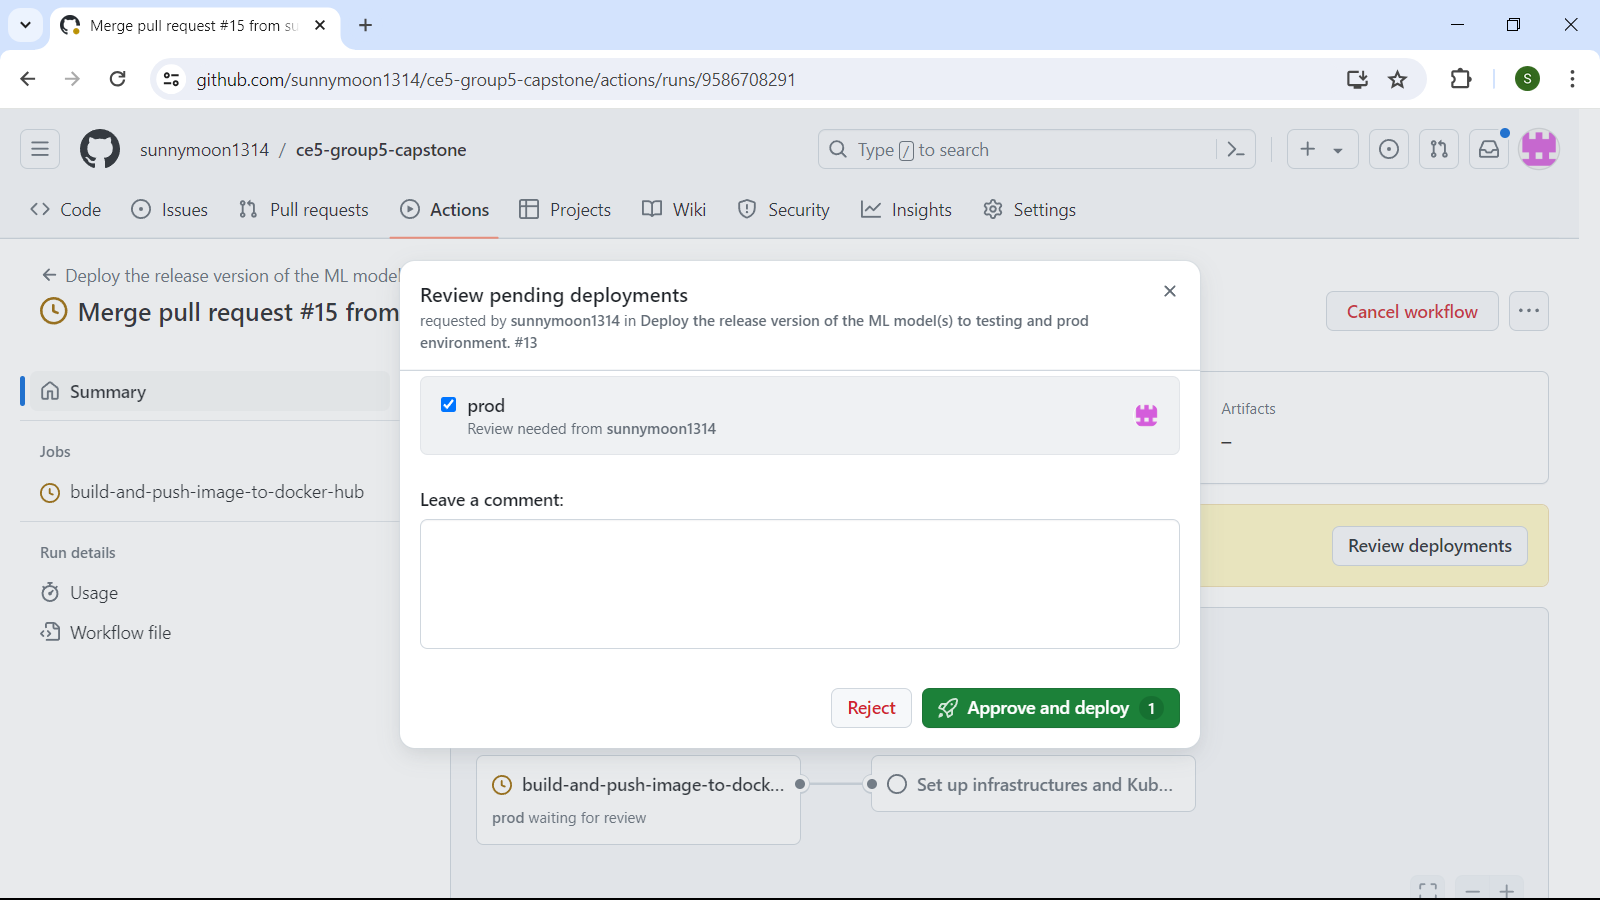 Merge pull request #15 from su
github.com/sunnymoon1314/ce5-group5-capstone/actions/runs/9586708291
S
sunnymoon1314 / ce5-group5-capstone
Type / to search
Code
Issues
Pull requests
Actions
Projects
Wiki
Security
Insights
Settings
Deploy the release version of the ML model
Merge pull request #15 from
Cancel workflow
Summary
Jobs
build-and-push-image-to-docker-hub
Run details
Usage
Workflow file
Review pending deployments
requested by sunnymoon1314 in Deploy the release version of the ML model(s) to testing and prod
environment. #13
prod
Review needed from sunnymoon1314
Leave a comment:
Reject
Approve and deploy 1
Artifacts
–
Review deployments
build-and-push-image-to-dock...
prod waiting for review
Set up infrastructures and Kub...